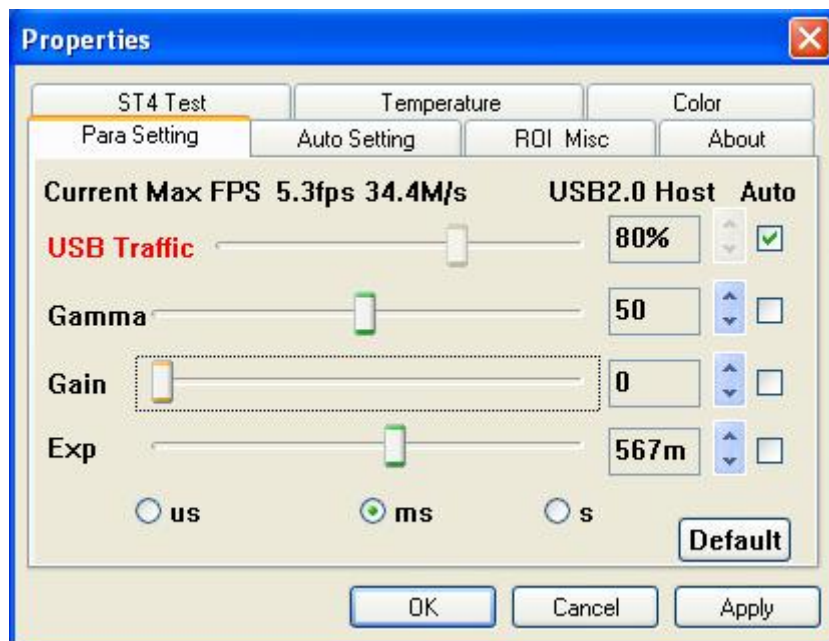 Properties
ST4 Test Temperature Color
Para Setting Auto Setting ROI Misc About
Current Max FPS 5.3fps 34.4M/s USB2.0 Host Auto
USB Traffic 80%
Gamma 50
Gain 0
Exp 567m
us ms s
Default
OK Cancel Apply